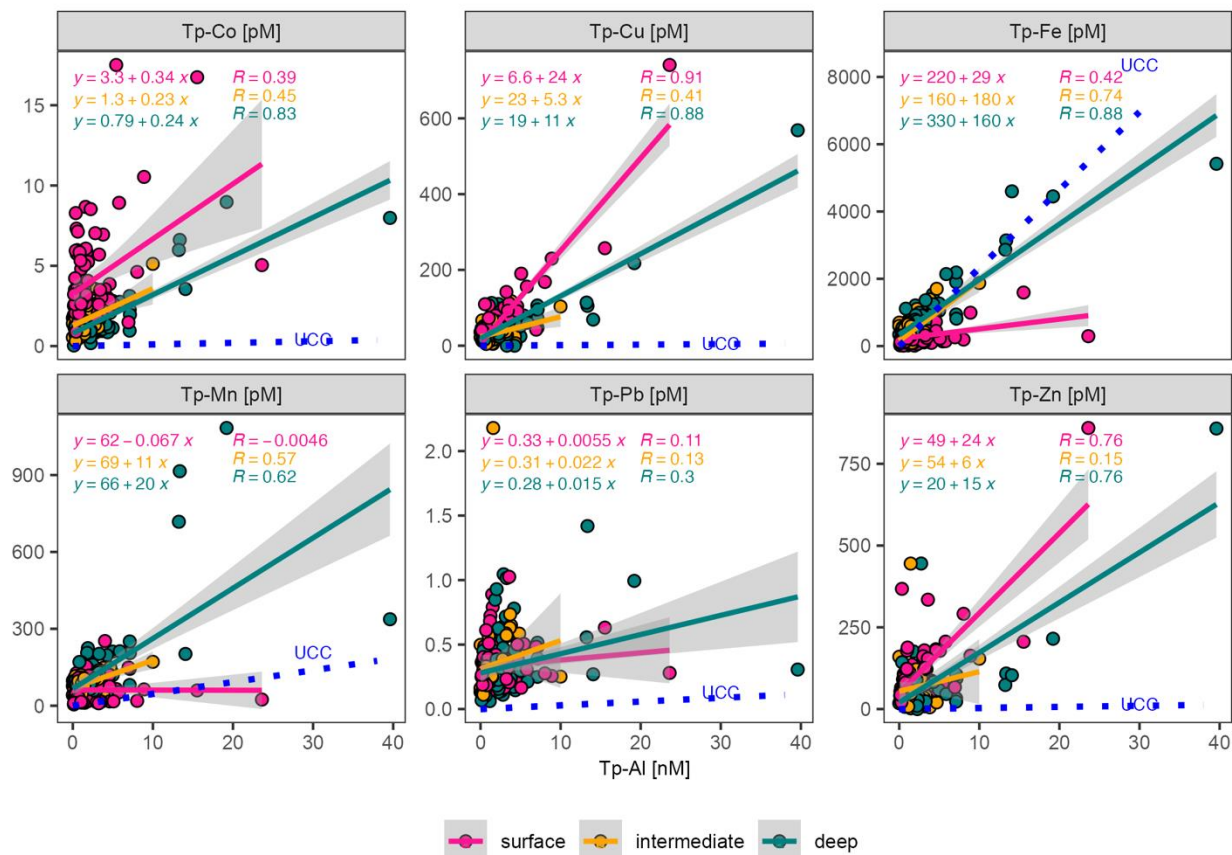 Tp-Co [pM] Tp-Cu [pM] Tp-Fe [pM]
y = 3.3 + 0.34 x R = 0.39 y = 6.6 + 24 x R = 0.91 y = 220 + 29 x R = 0.42 UCC
y = 1.3 + 0.23 x R = 0.45 y = 23 + 5.3 x R = 0.41 y = 160 + 180 x R = 0.74
y = 0.79 + 0.24 x R = 0.83 y = 19 + 11 x R = 0.88 y = 330 + 160 x R = 0.88
15 600 8000
10 400 6000
5 200 4000
0 0 2000
0
UCC UCC
Tp-Mn [pM] Tp-Pb [pM] Tp-Zn [pM]
y = 62 − 0.067 x R = − 0.0046 y = 0.33 + 0.0055 x R = 0.11 y = 49 + 24 x R = 0.76
y = 69 + 11 x R = 0.57 y = 0.31 + 0.022 x R = 0.13 y = 54 + 6 x R = 0.15
y = 66 + 20 x R = 0.62 y = 0.28 + 0.015 x R = 0.3 y = 20 + 15 x R = 0.76
900 2.0 750
600 1.5 500
300 1.0 250
0 0.5 0
0.0
UCC UCC UCC
0 10 20 30 40 0 10 20 30 40 0 10 20 30 40
Tp-Al [nM]
surface intermediate deep